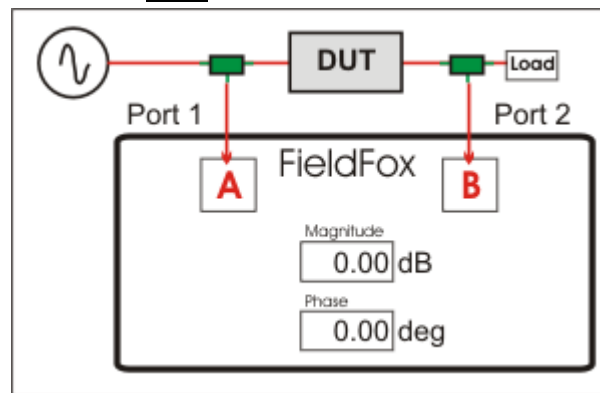 DUT
Load
Port 1
Port 2
FieldFox
A
B
Magnitude
0.00 dB
Phase
0.00 deg